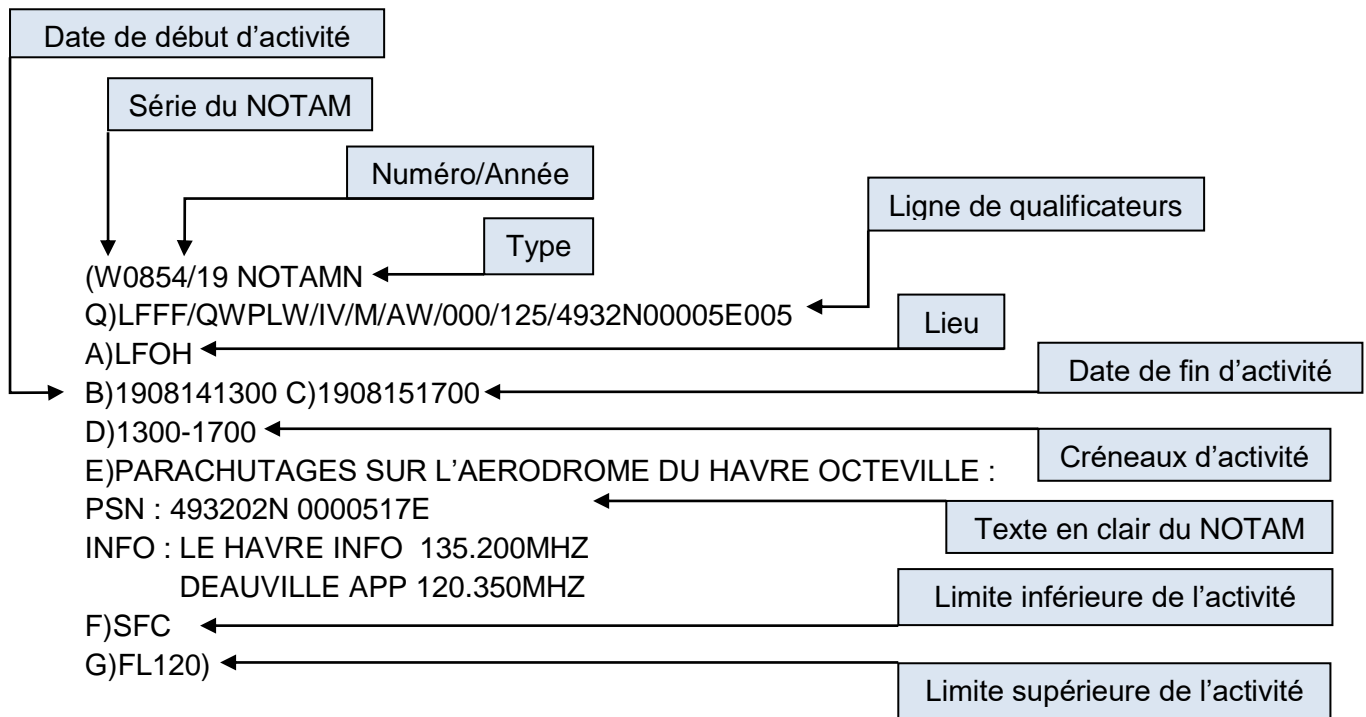 Date de début d’activité
Série du NOTAM
Numéro/Année
Ligne de qualificateurs
Type
(W0854/19 NOTAMN
Q)LFFF/QWPLW/IV/M/AW/000/125/4932N00005E005
Lieu
A)LFOH
Date de fin d’activité
B)1908141300 C)1908151700
D)1300-1700
Créneaux d’activité
E)PARACHUTAGES SUR L’AERODROME DU HAVRE OCTEVILLE :
PSN : 493202N 0000517E
Texte en clair du NOTAM
INFO : LE HAVRE INFO 135.200MHZ
DEAUVILLE APP 120.350MHZ
Limite inférieure de l’activité
F)SFC
G)FL120)
Limite supérieure de l’activité